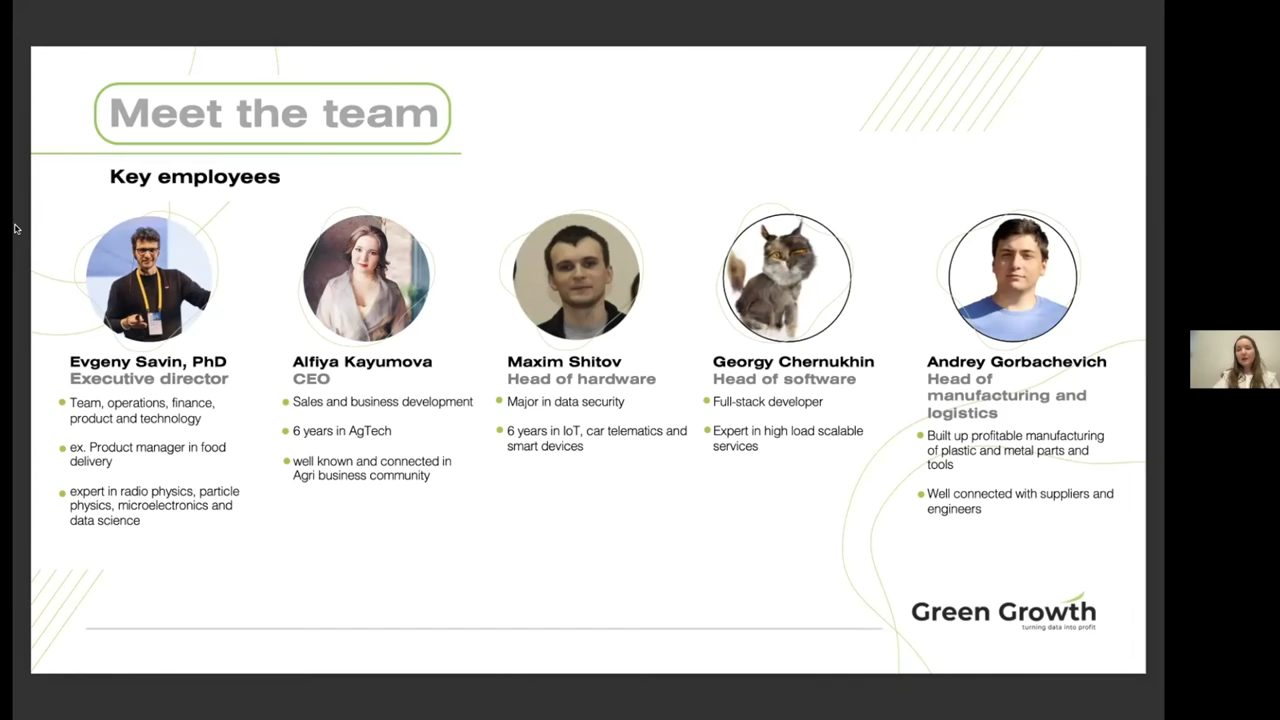 Meet the team
Key employees
Evgeny Savin, PhD
Executive director
Team, operations, finance,
product and technology
ex. Product manager in food
delivery
expert in radio physics, particle
physics, microelectronics and
data science
Alfiya Kayumova
CEO
Sales and business development
6 years in AgTech
well known and connected in
Agri business community
Maxim Shitov
Head of hardware
Major in data security
6 years in IoT, car telematics and
smart devices
Georgy Chernukhin
Head of software
Full-stack developer
Expert in high load scalable
services
Andrey Gorbachevich
Head of
manufacturing and
logistics
Built up profitable manufacturing
of plastic and metal parts and
tools
Well connected with suppliers and
engineers
Green Growth
turning data into profit